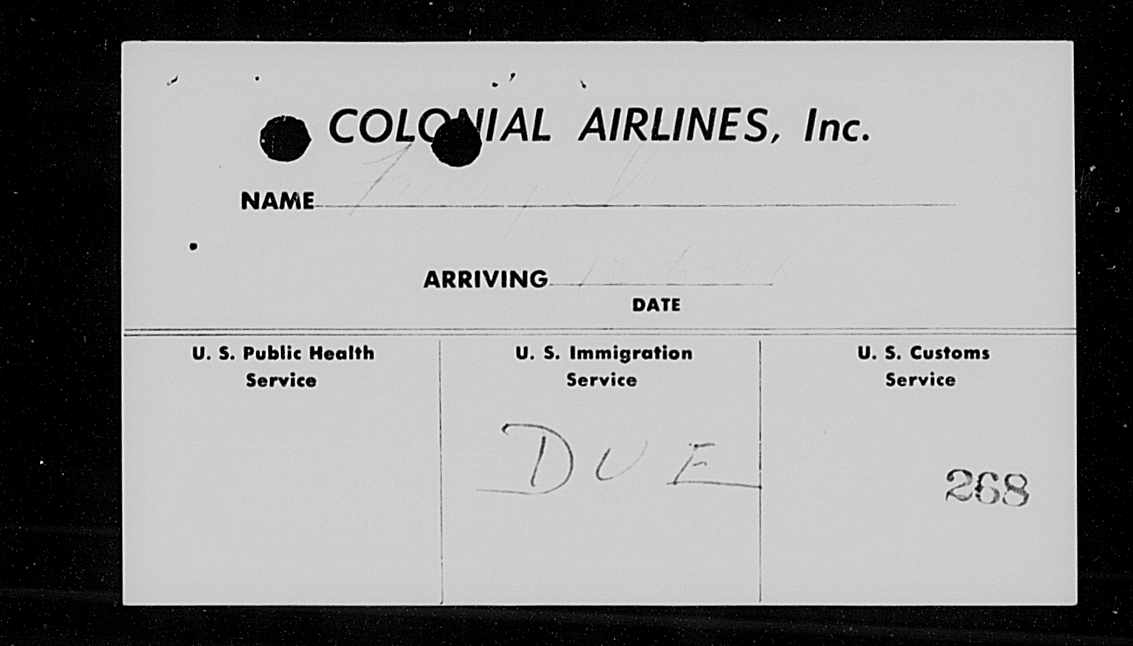 COLONIAL AIRLINES, Inc.
NAME
ARRIVING
DATE
U. S. Public Health Service
U. S. Immigration Service
U. S. Customs Service
DUE
268